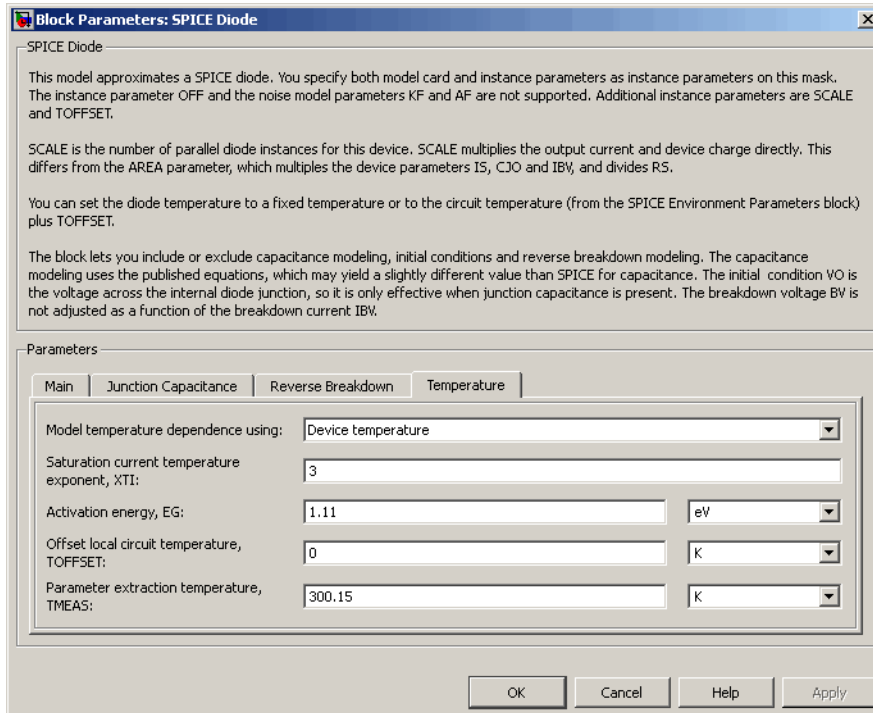 Block Parameters: SPICE Diode
SPICE Diode
This model approximates a SPICE diode. You specify both model card and instance parameters as instance parameters on this mask.
The instance parameter OFF and the noise model parameters KF and AF are not supported. Additional instance parameters are SCALE
and TOFFSET.
SCALE is the number of parallel diode instances for this device. SCALE multiplies the output current and device charge directly. This
differs from the AREA parameter, which multiples the device parameters IS, CJO and IBV, and divides RS.
You can set the diode temperature to a fixed temperature or to the circuit temperature (from the SPICE Environment Parameters block)
plus TOFFSET.
The block lets you include or exclude capacitance modeling, initial conditions and reverse breakdown modeling. The capacitance
modeling uses the published equations, which may yield a slightly different value than SPICE for capacitance. The initial condition VO is
the voltage across the internal diode junction, so it is only effective when junction capacitance is present. The breakdown voltage BV is
not adjusted as a function of the breakdown current IBV.
Parameters
Main Junction Capacitance Reverse Breakdown Temperature
Model temperature dependence using: Device temperature
Saturation current temperature
exponent, XTI: 3
Activation energy, EG: 1.11 eV
Offset local circuit temperature,
TOFFSET: 0 K
Parameter extraction temperature,
TMEAS: 300.15 K
OK Cancel Help Apply